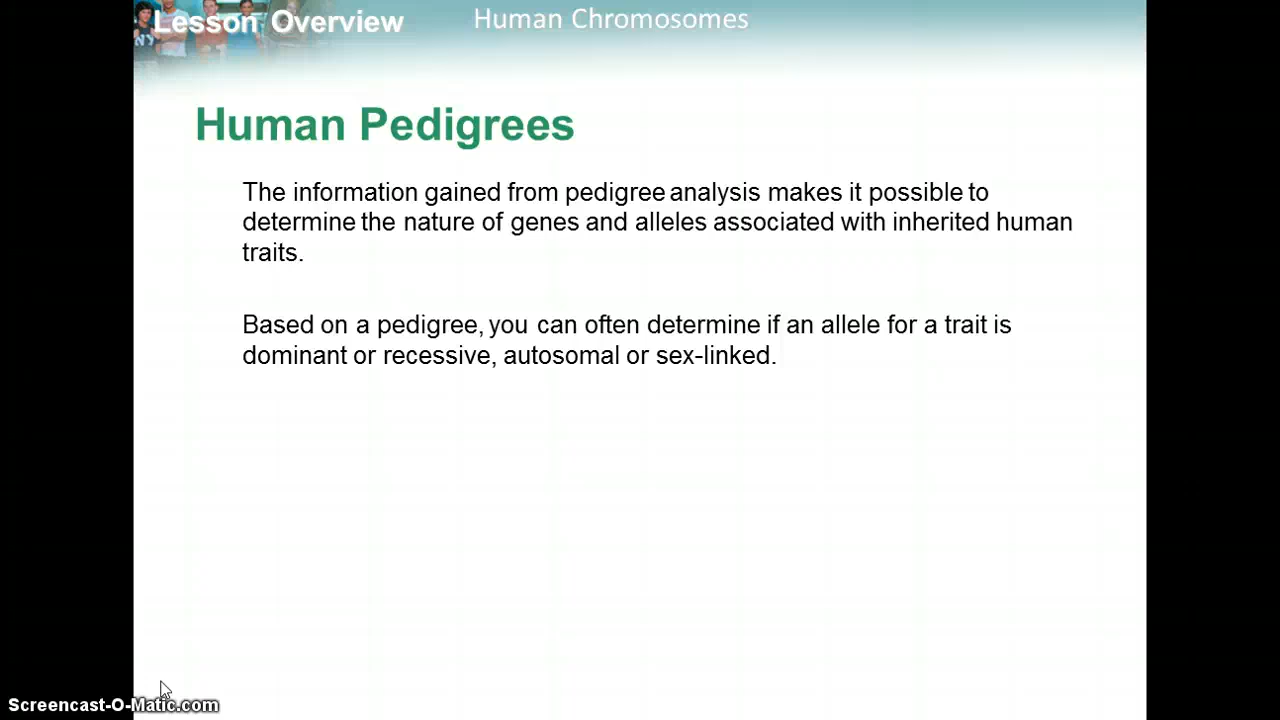 Lesson Overview
Human Chromosomes
Human Pedigrees
The information gained from pedigree analysis makes it possible to
determine the nature of genes and alleles associated with inherited human
traits.
Based on a pedigree, you can often determine if an allele for a trait is
dominant or recessive, autosomal or sex-linked.
Screencast-O-Matic.com